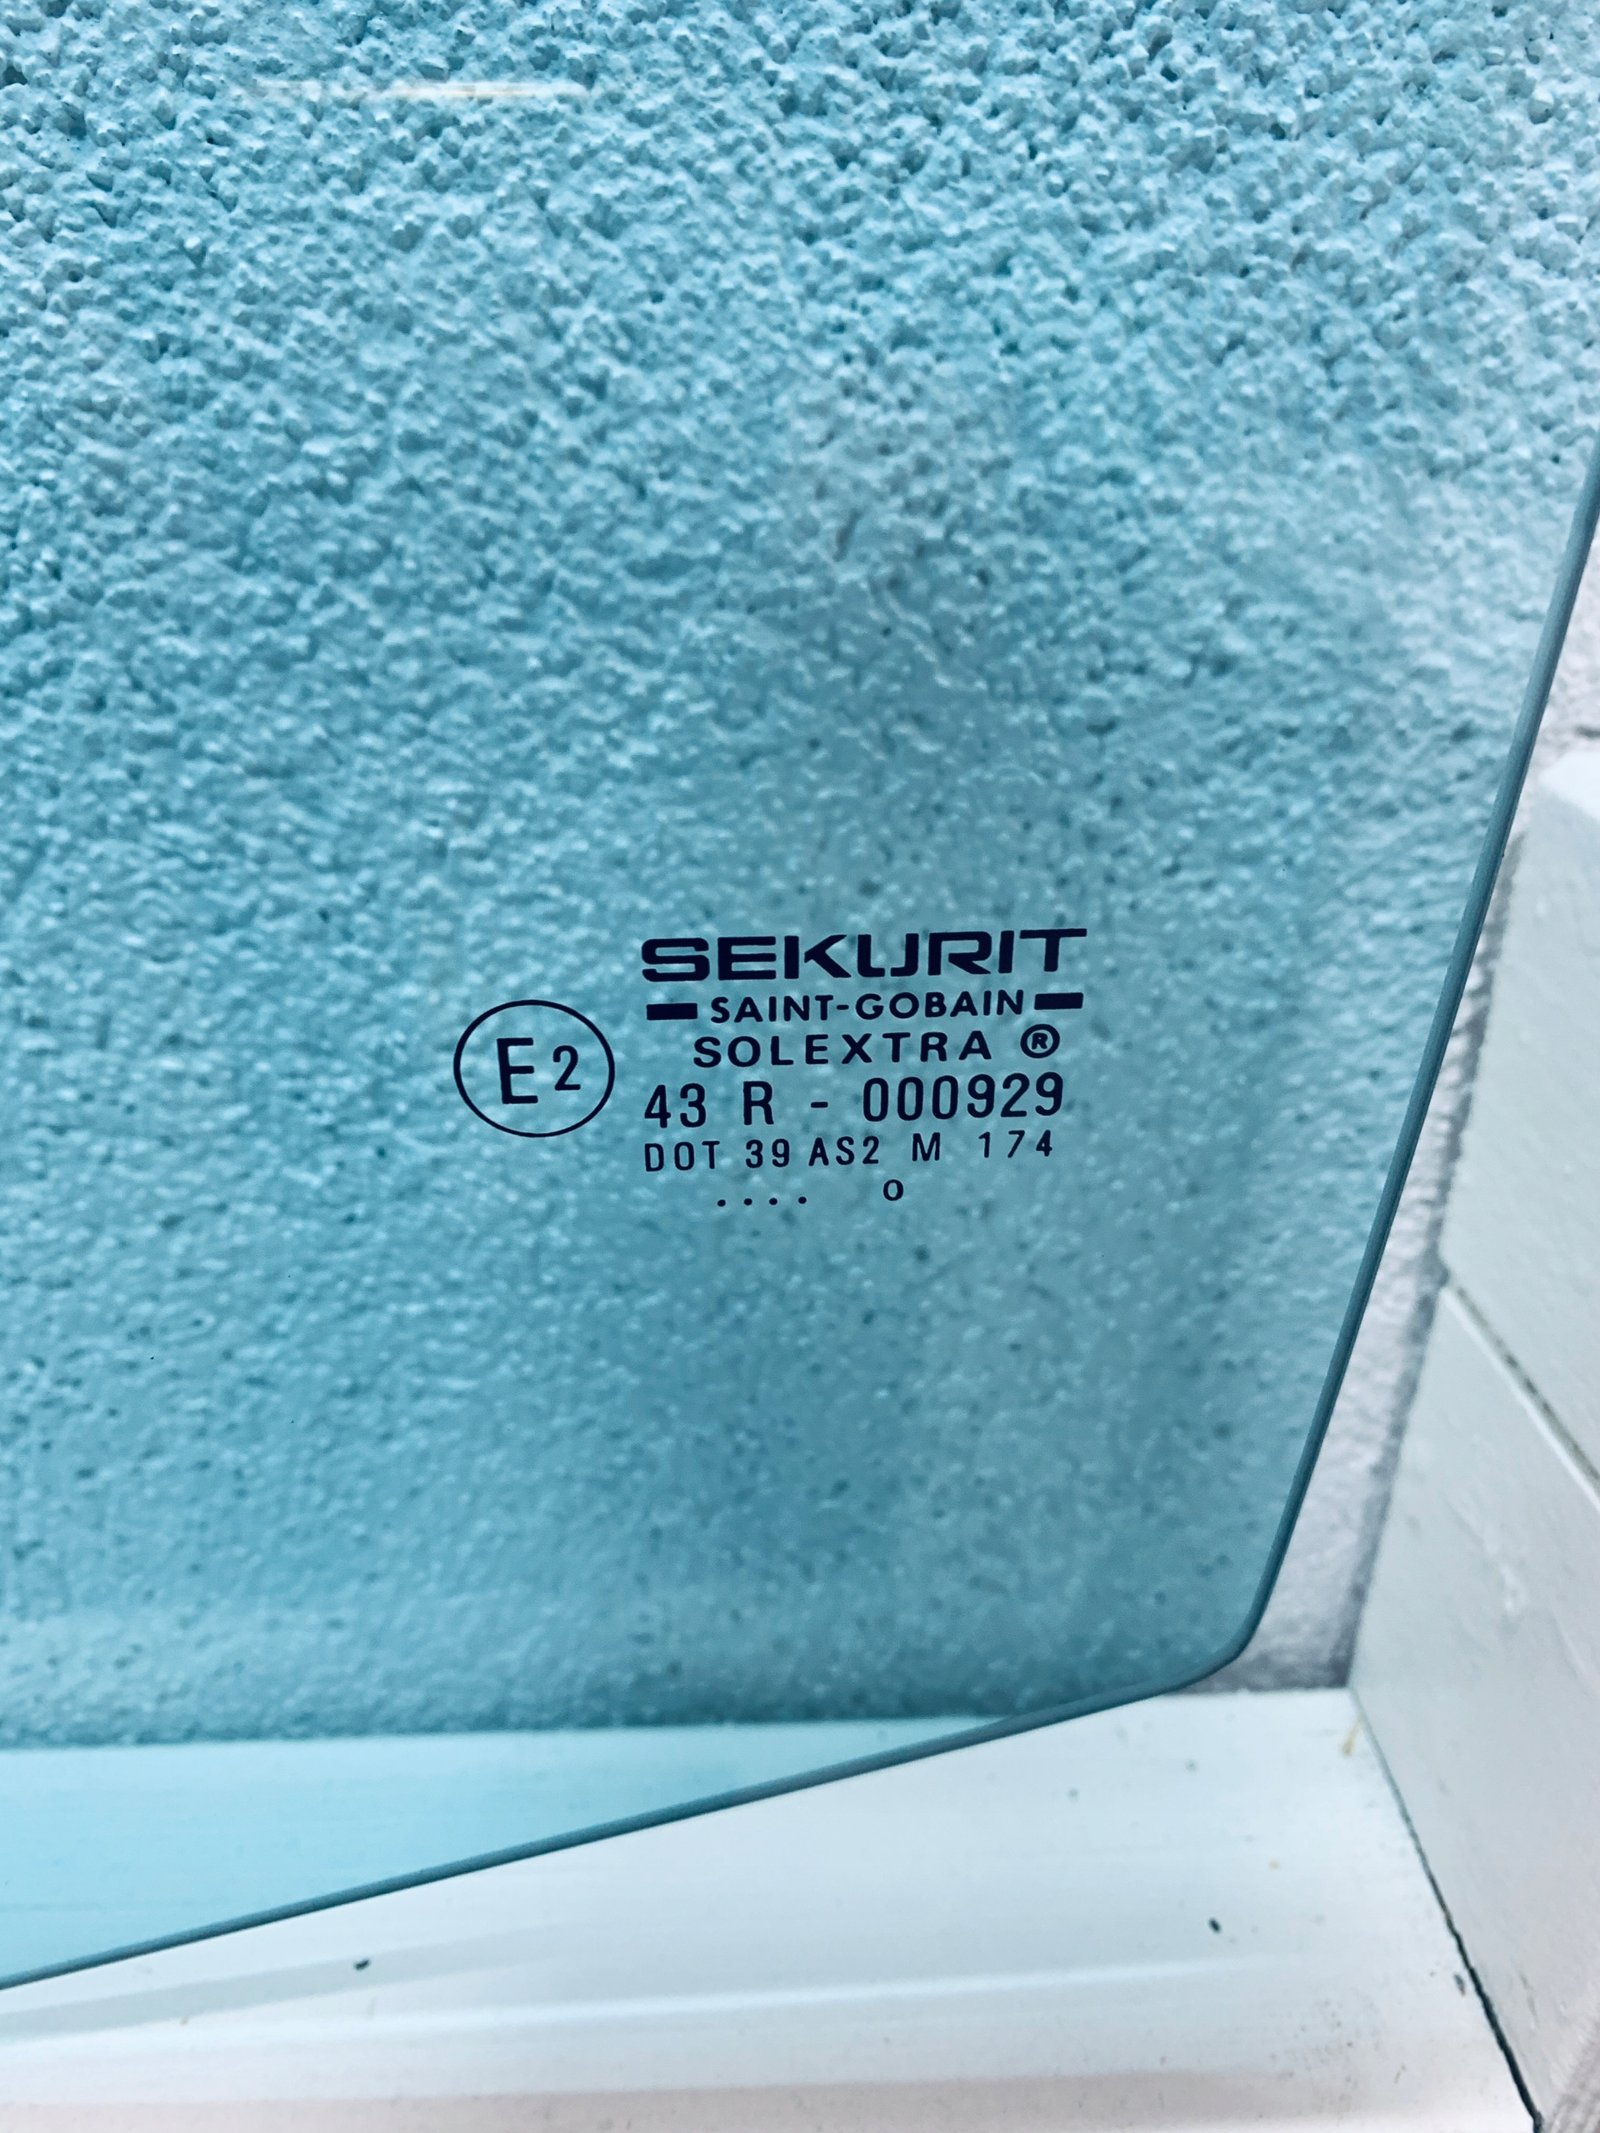 SEKURIT
SAINT-GOBAIN
SOLEXTRA ®
E2
43 R - 000929
DOT 39 AS2 M 174
.... o